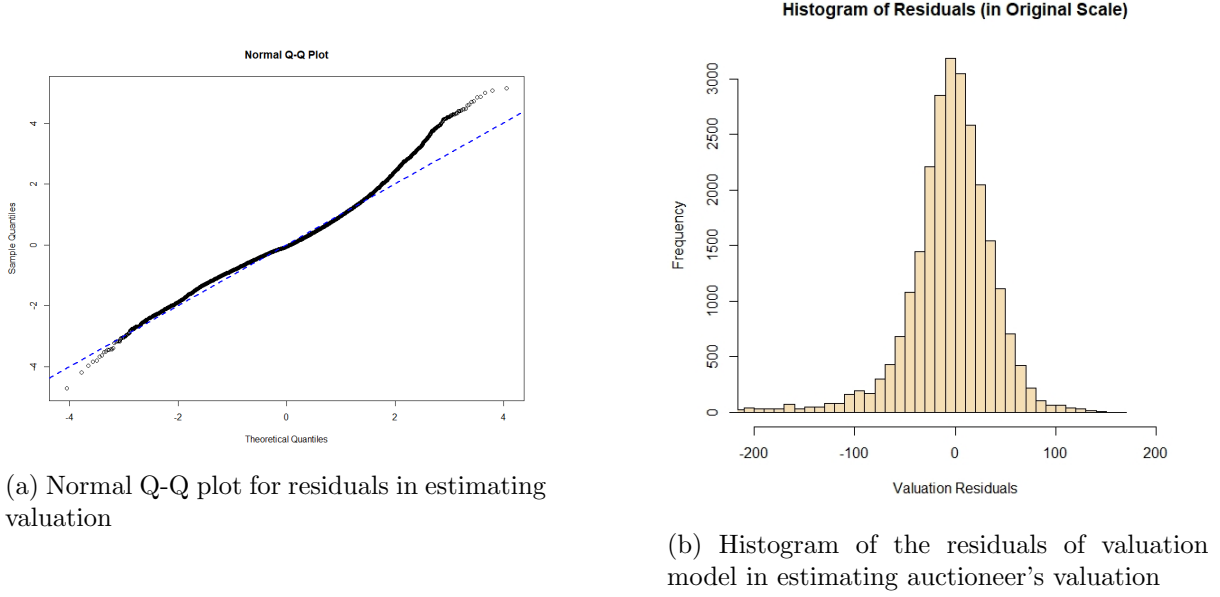 Normal Q-Q Plot
Sample Quantiles
4
2
0
-2
-4
-4
-2
0
2
4
Theoretical Quantiles
(a) Normal Q-Q plot for residuals in estimating
valuation
Histogram of Residuals (in Original Scale)
Frequency
3000
2500
2000
1500
1000
500
0
-200
-100
0
100
200
Valuation Residuals
(b) Histogram of the residuals of valuation
model in estimating auctioneer's valuation